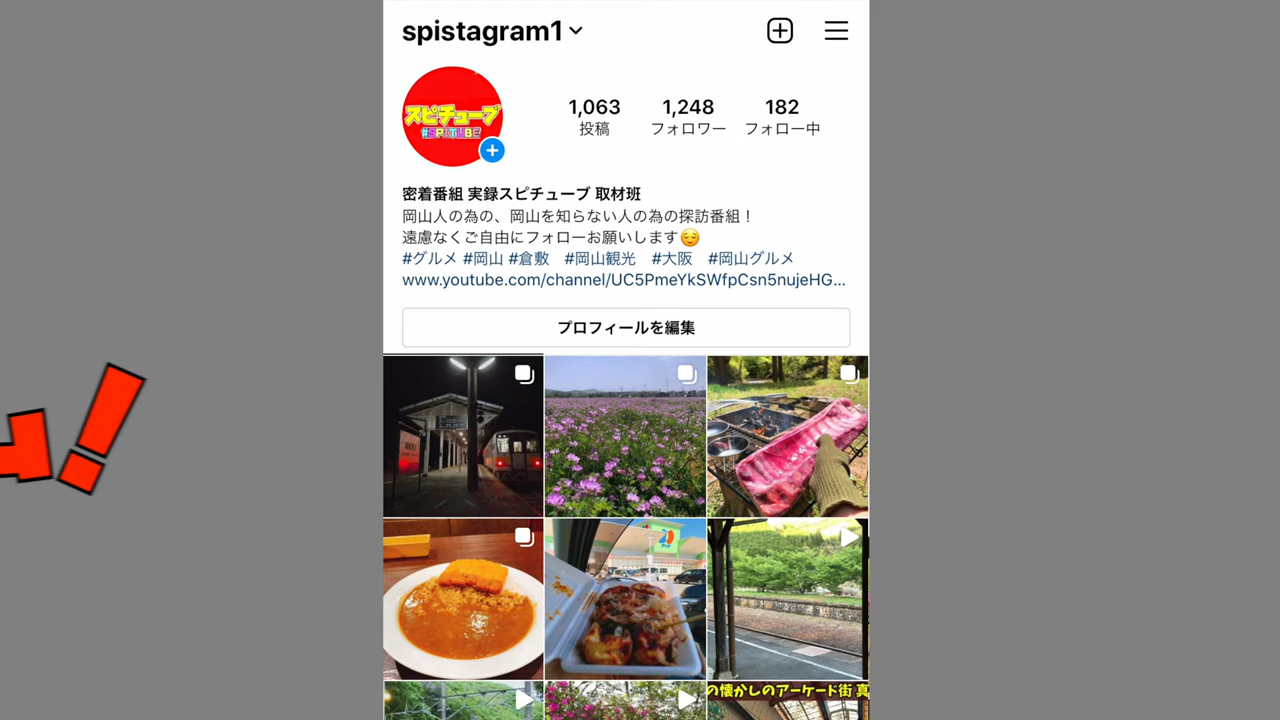 spistagram1
スピチューブ
#SPITUBE
1,063
投稿
1,248
フォロワー
182
フォロー中
密着番組 実録スピチューブ 取材班
岡山人の為の、岡山を知らない人の為の探訪番組！
遠慮なくご自由にフォローお願いします😌
#グルメ #岡山 #倉敷　#岡山観光　#大阪　#岡山グルメ
www.youtube.com/channel/UC5PmeYkSWfpCsn5nujeHG...
プロフィールを編集
の懐かしのアーケード街 真